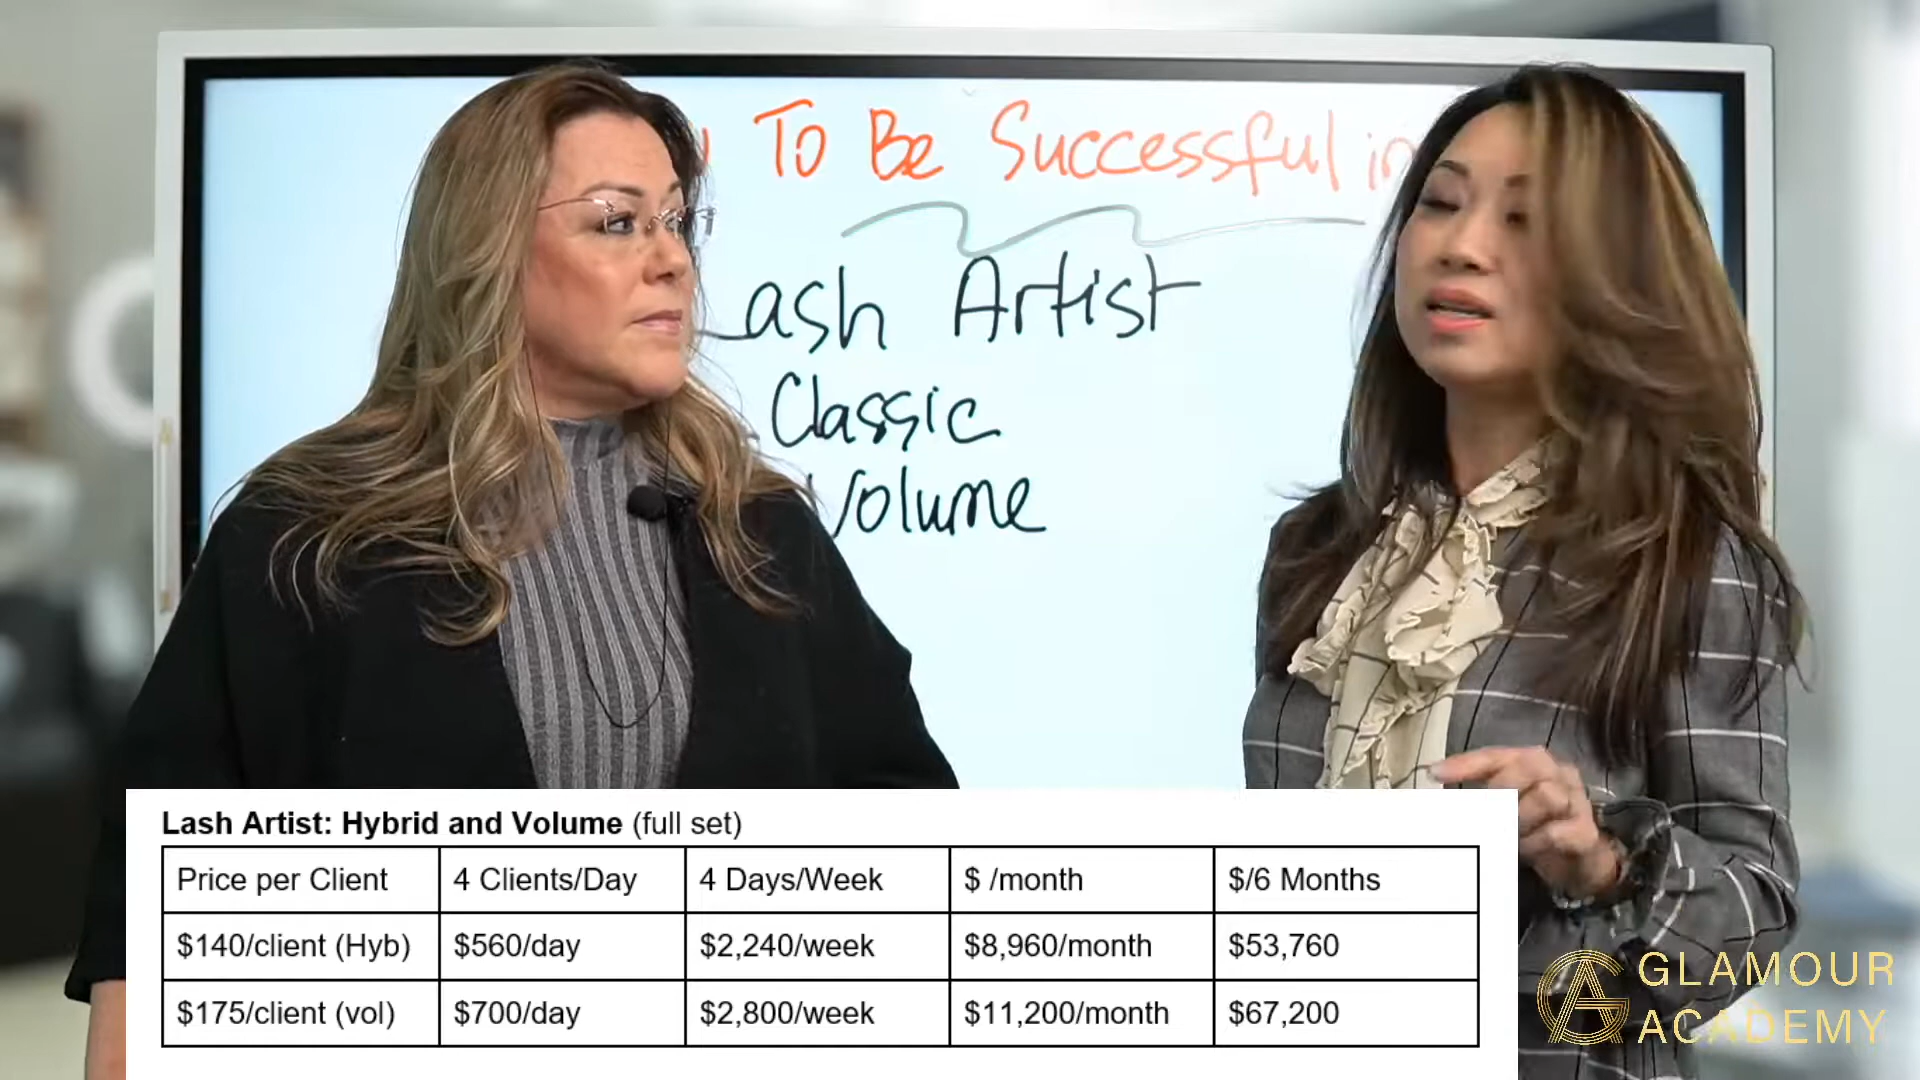 To Be Successful in
Lash Artist
Classic
Volume
Lash Artist: Hybrid and Volume (full set)
Price per Client 4 Clients/Day 4 Days/Week $ /month $/6 Months
$140/client (Hyb) $560/day $2,240/week $8,960/month $53,760
$175/client (vol) $700/day $2,800/week $11,200/month $67,200
GLAMOUR
ACADEMY